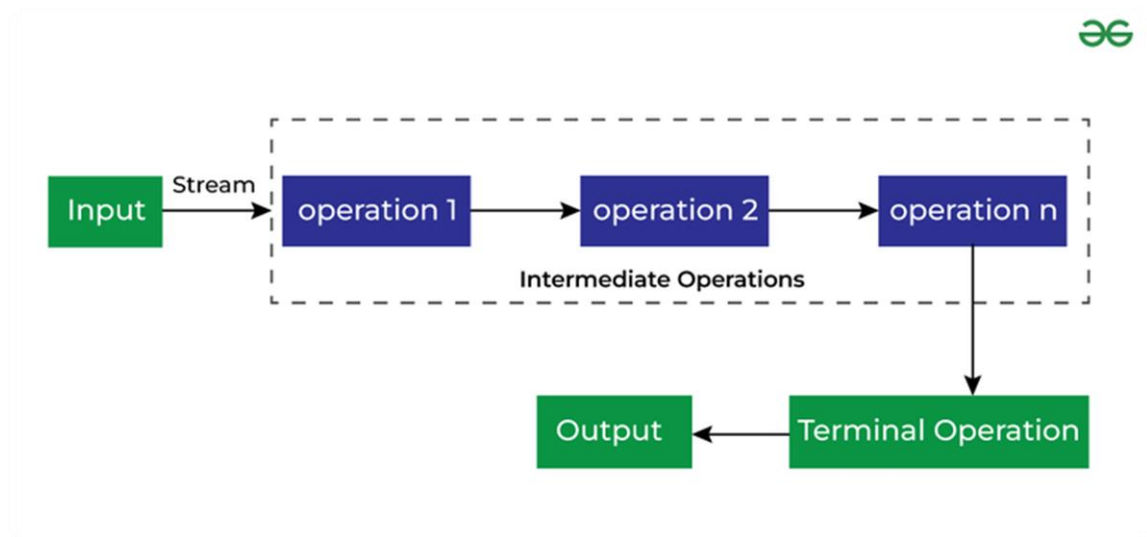 Stream
Input
operation 1
operation 2
operation n
Intermediate Operations
Output
Terminal Operation